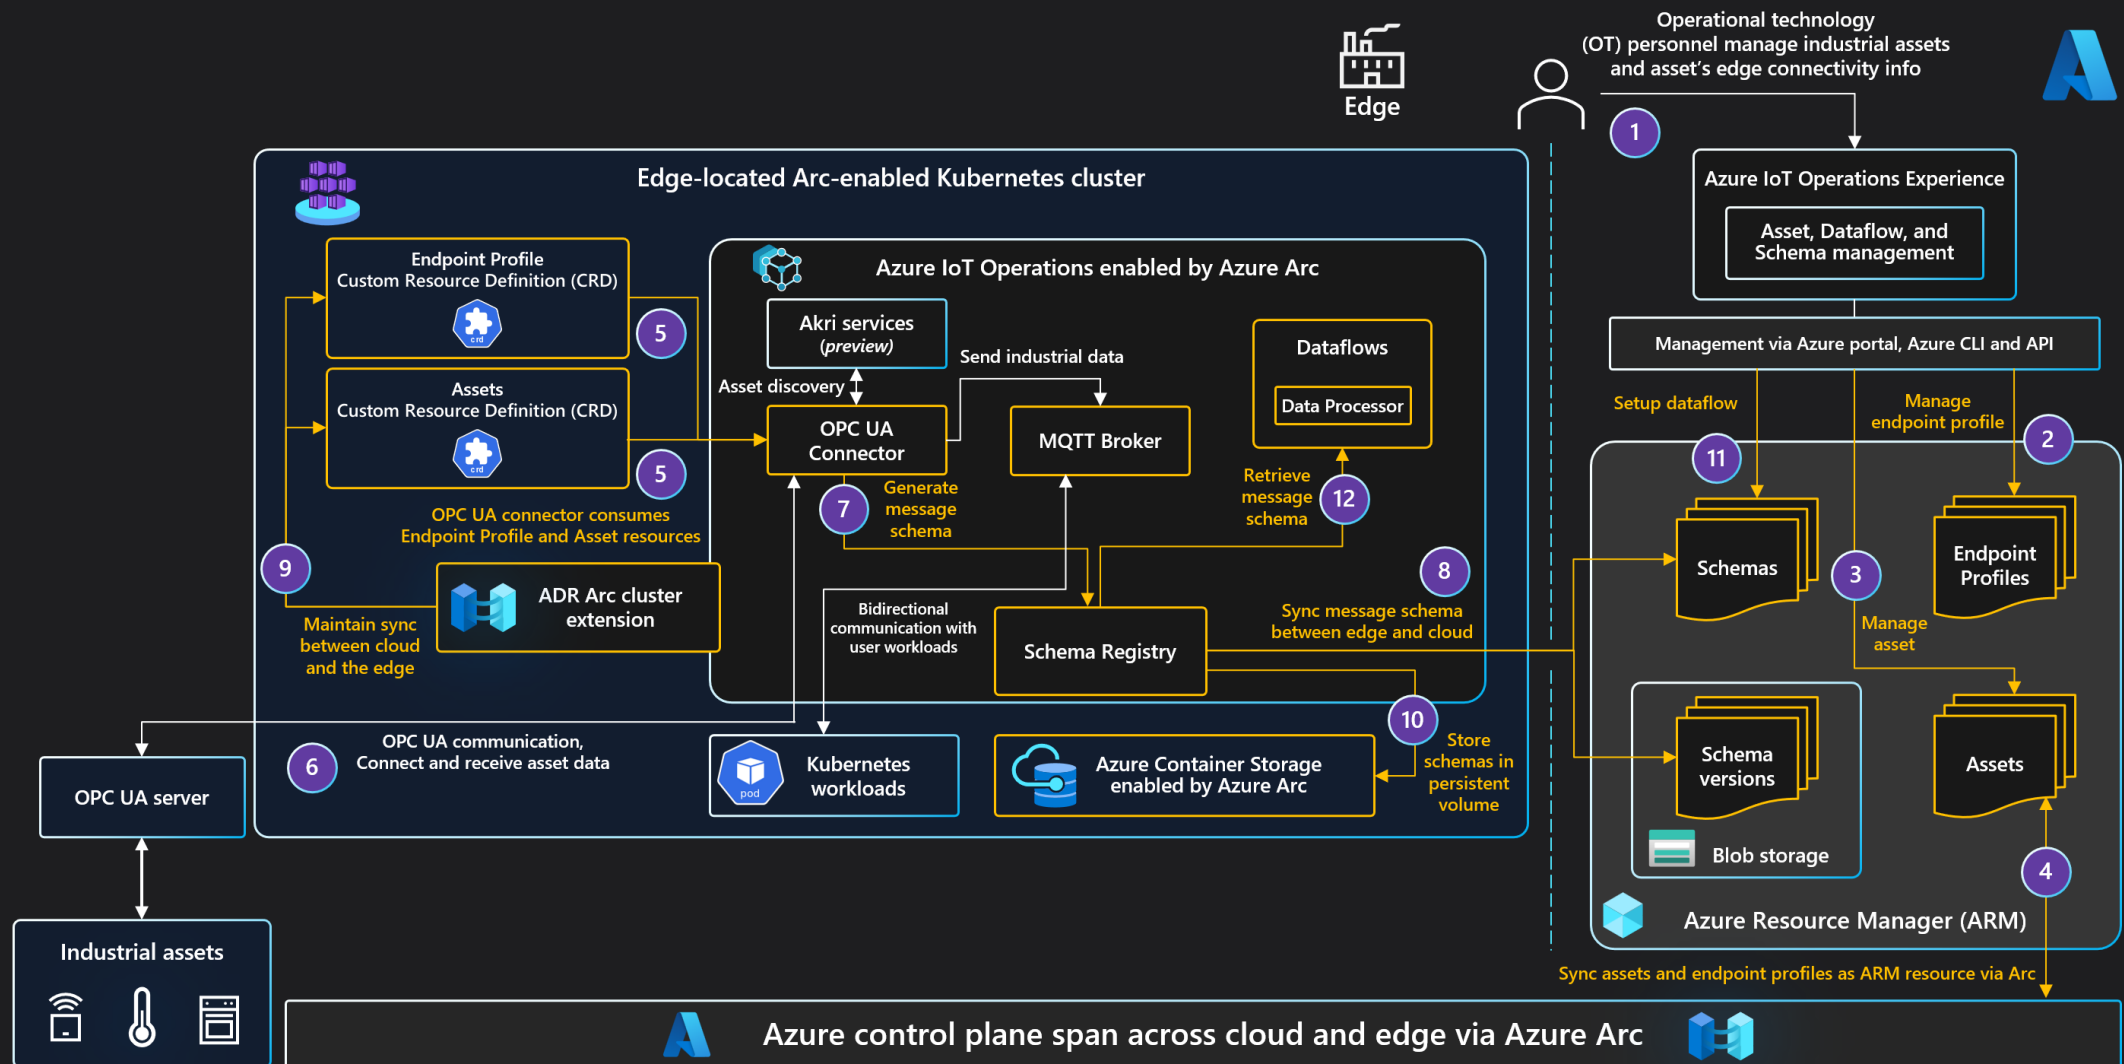 Operational technology
(OT) personnel manage industrial assets
and asset's edge connectivity info
Edge
1
Azure IoT Operations Experience
Asset, Dataflow, and
Schema management
Management via Azure portal, Azure CLI and API
Setup dataflow
Manage
endpoint profile
11
2
Schemas
Endpoint
Profiles
3
Manage
asset
Schema
versions
Assets
Blob storage
4
Azure Resource Manager (ARM)
Sync assets and endpoint profiles as ARM resource via Arc
Edge-located Arc-enabled Kubernetes cluster
Endpoint Profile
Custom Resource Definition (CRD)
crd
5
Assets
Custom Resource Definition (CRD)
crd
5
OPC UA connector consumes
Endpoint Profile and Asset resources
9
ADR Arc cluster
extension
Maintain sync
between cloud
and the edge
Azure IoT Operations enabled by Azure Arc
Akri services
(preview)
Asset discovery
Send industrial data
OPC UA
Connector
MQTT Broker
Dataflows
Data Processor
7
Generate
message
schema
Retrieve
message
schema
12
8
Sync message schema
between edge and cloud
Bidirectional
communication with
user workloads
Schema Registry
10
Store
schemas in
persistent
volume
6
OPC UA communication,
Connect and receive asset data
pod
Kubernetes
workloads
Azure Container Storage
enabled by Azure Arc
OPC UA server
Industrial assets
Azure control plane span across cloud and edge via Azure Arc